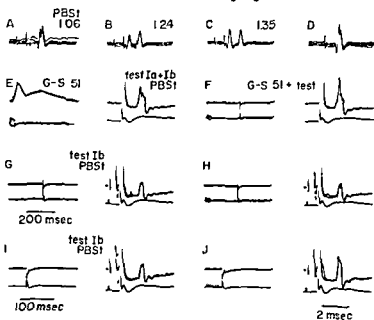 A PBSt 1.06 B 1.24 C 1.35 D
E G-S 51 test Ia+Ib PBSt F G-S 51 + test
G test Ib PBSt H
200 msec
I test Ib PBSt J
100 msec 2 msec